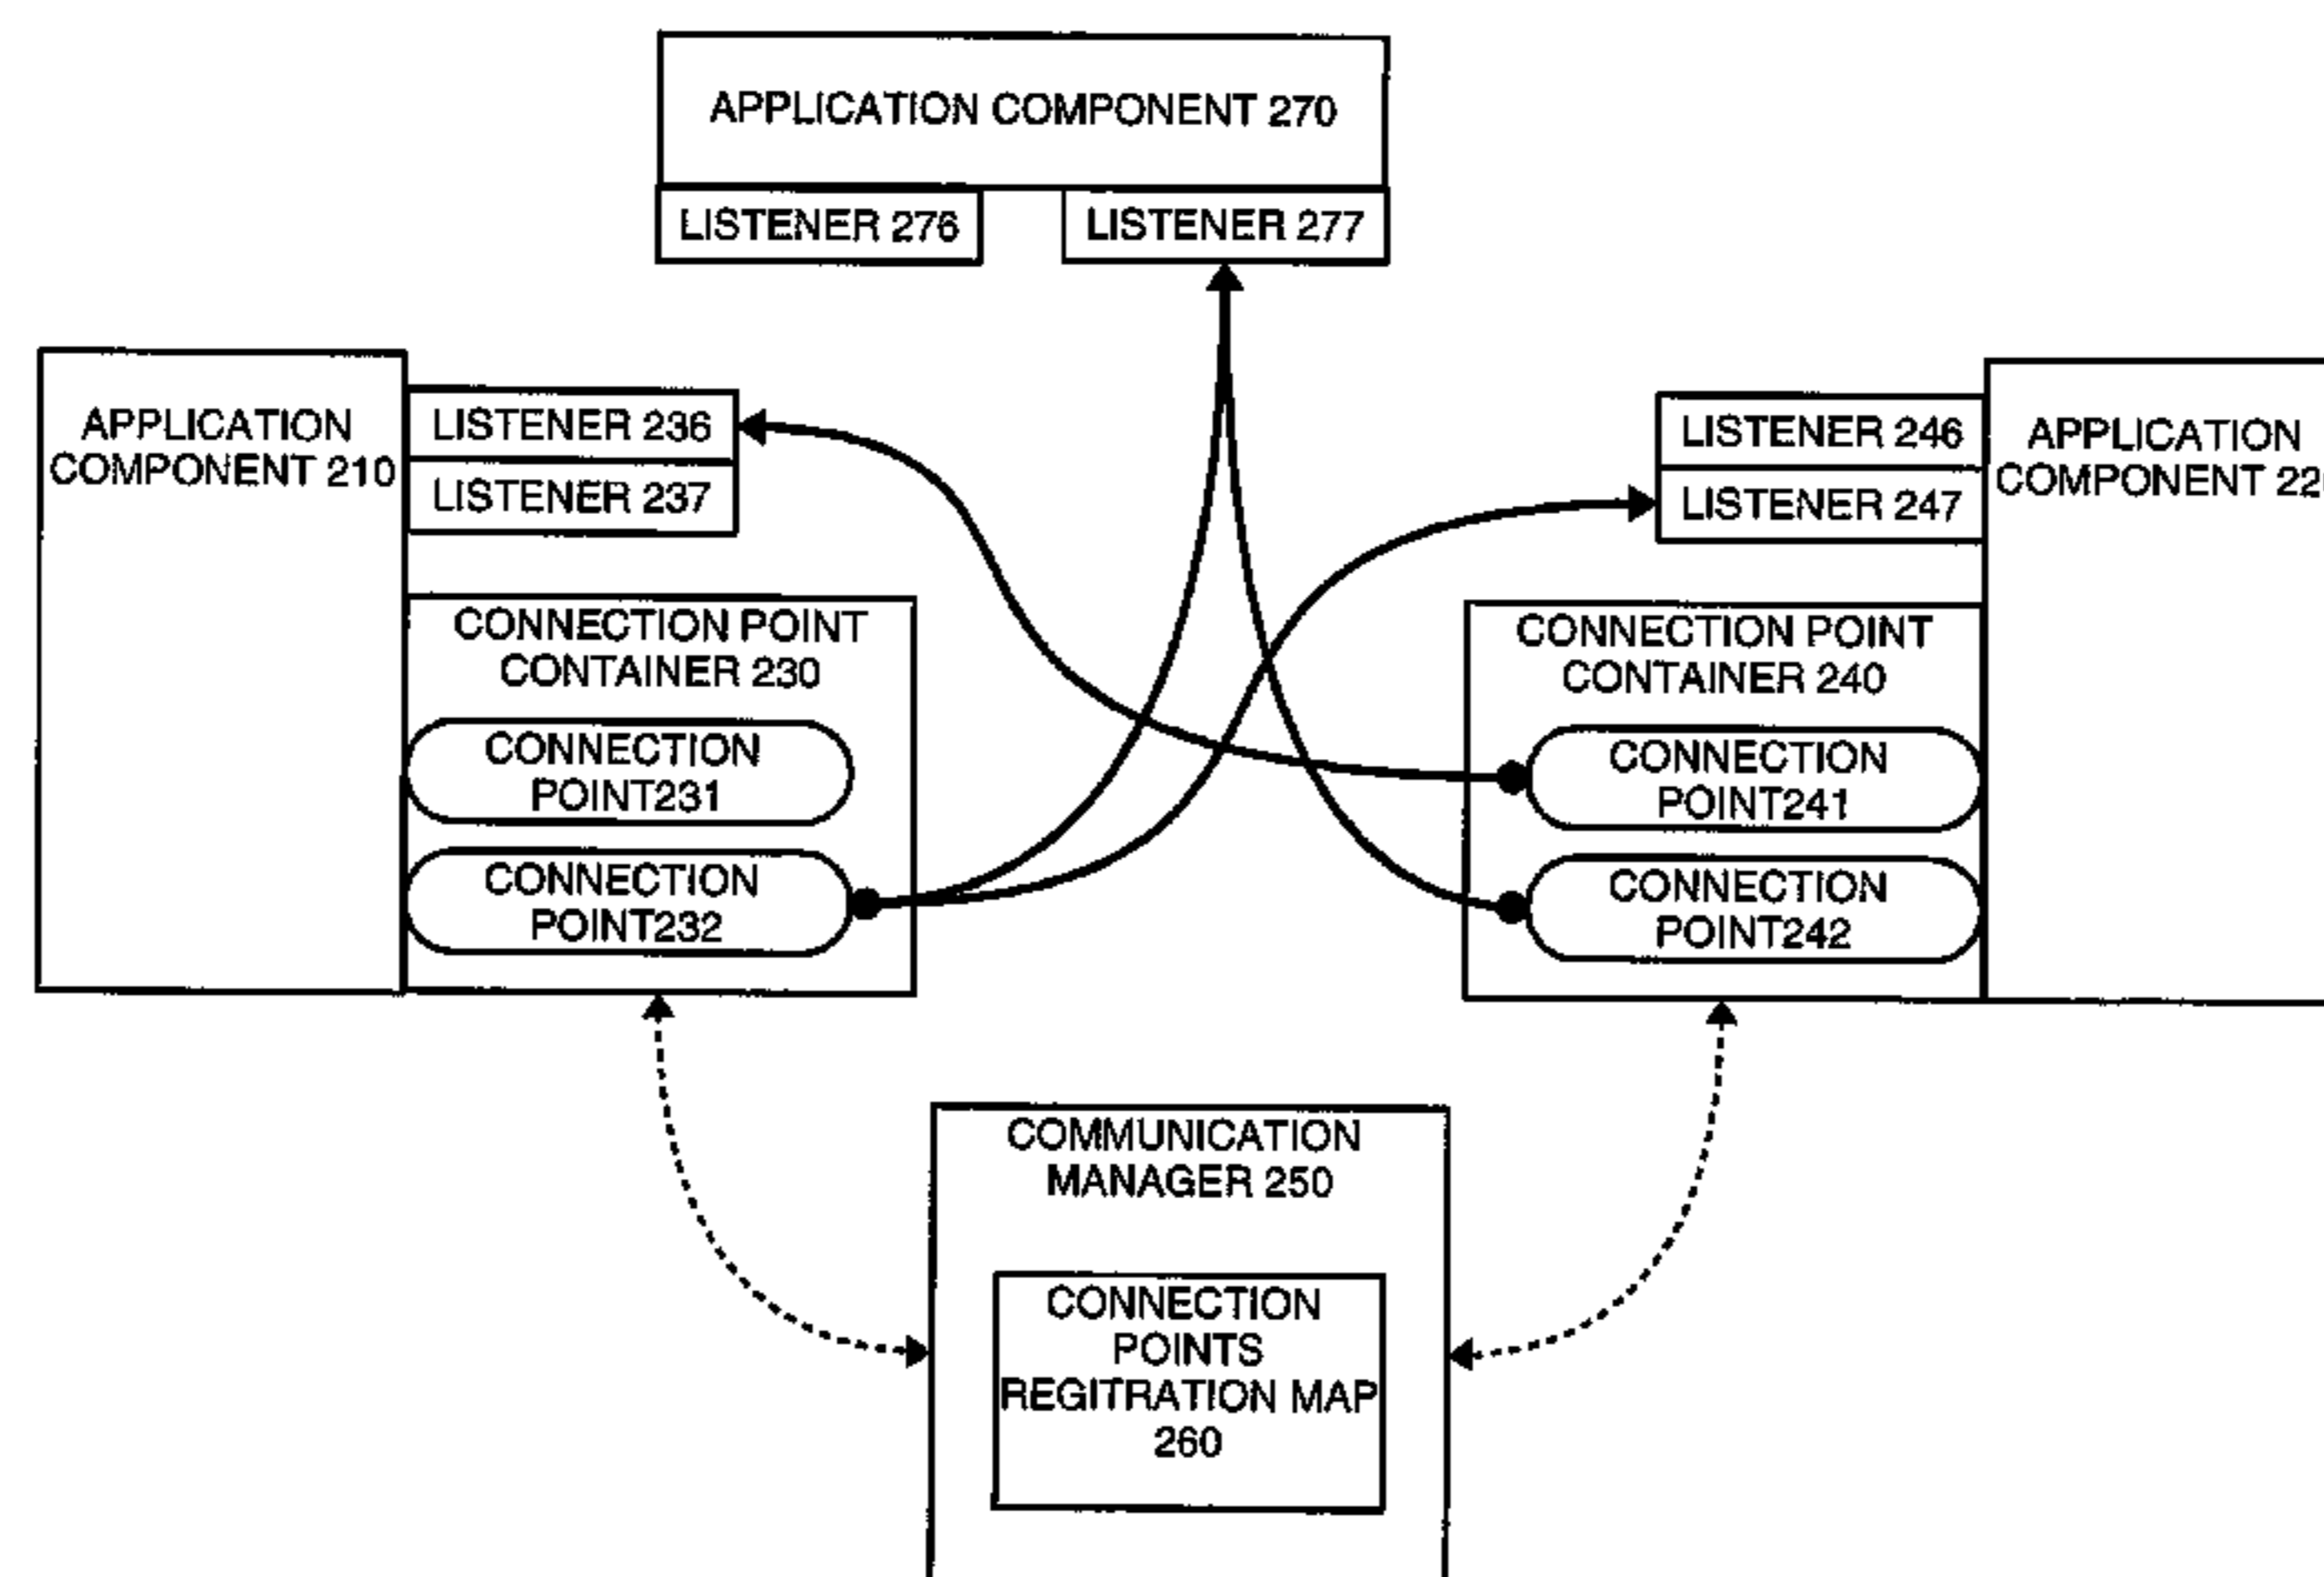 APPLICATION COMPONENT 270
LISTENER 276
LISTENER 277
APPLICATION
COMPONENT 210
LISTENER 236
LISTENER 237
LISTENER 246
LISTENER 247
APPLICATION
COMPONENT 22
CONNECTION POINT
CONTAINER 230
CONNECTION
POINT231
CONNECTION
POINT232
CONNECTION POINT
CONTAINER 240
CONNECTION
POINT241
CONNECTION
POINT242
COMMUNICATION
MANAGER 250
CONNECTION
POINTS
REGITRATION MAP
260